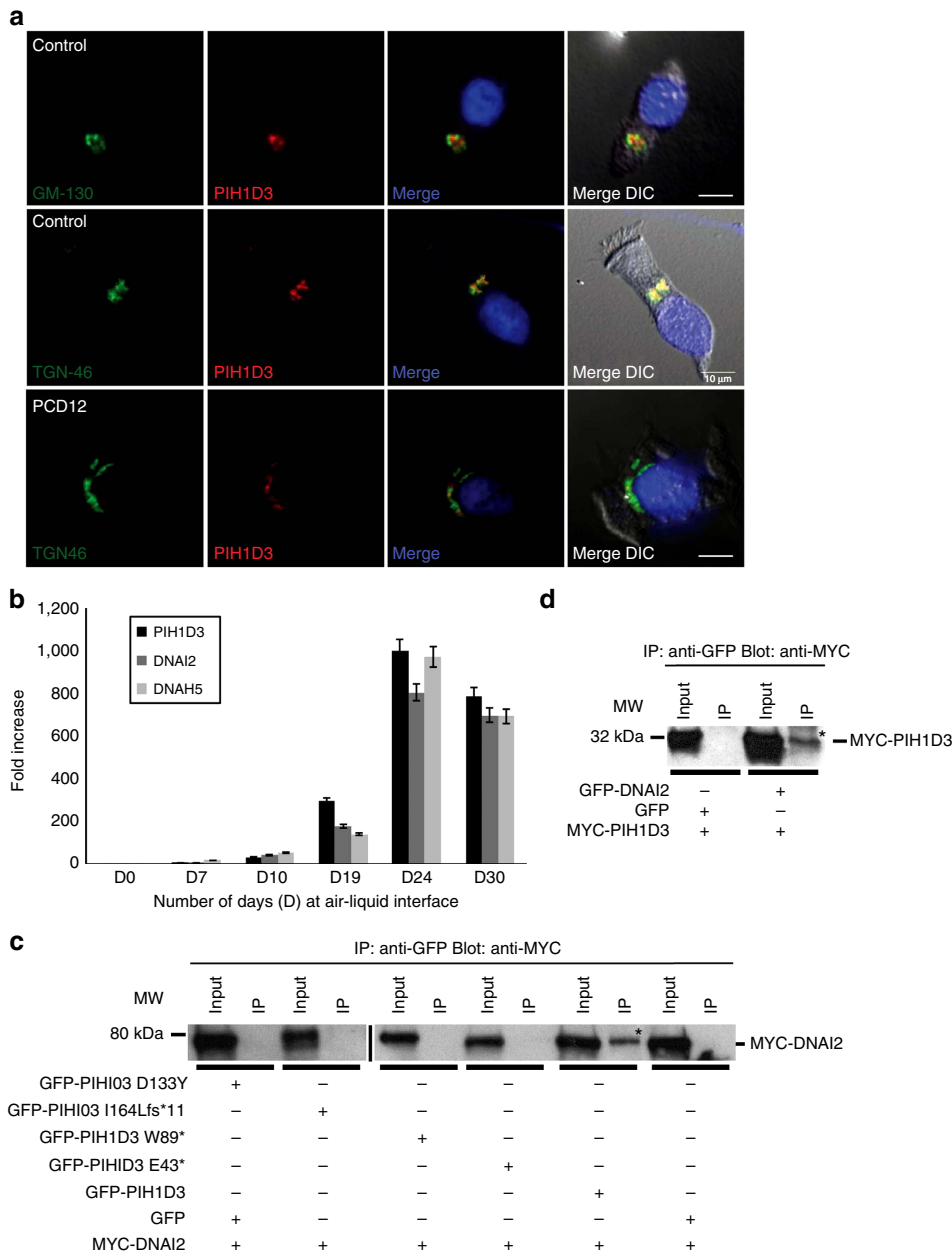 a
Control
GM-130
PIH1D3
Merge
Merge DIC
Control
TGN-46
PIH1D3
Merge
Merge DIC
10 µm
PCD12
TGN46
PIH1D3
Merge
Merge DIC
b
1,200
1,000
800
600
400
200
0
Fold increase
PIH1D3
DNAI2
DNAH5
D0 D7 D10 D19 D24 D30
Number of days (D) at air-liquid interface
d
IP: anti-GFP Blot: anti-MYC
MW Input IP Input IP
32 kDa * MYC-PIH1D3
GFP-DNAI2 – +
GFP + –
MYC-PIH1D3 + +
c
IP: anti-GFP Blot: anti-MYC
MW Input IP Input IP Input IP Input IP Input IP Input IP
80 kDa * MYC-DNAI2
GFP-PIHI03 D133Y + – – – – –
GFP-PIHI03 I164Lfs*11 – + – – – –
GFP-PIH1D3 W89* – – + – – –
GFP-PIHID3 E43* – – – + – –
GFP-PIH1D3 – – – – + –
GFP + – – – – +
MYC-DNAI2 + + + + + +